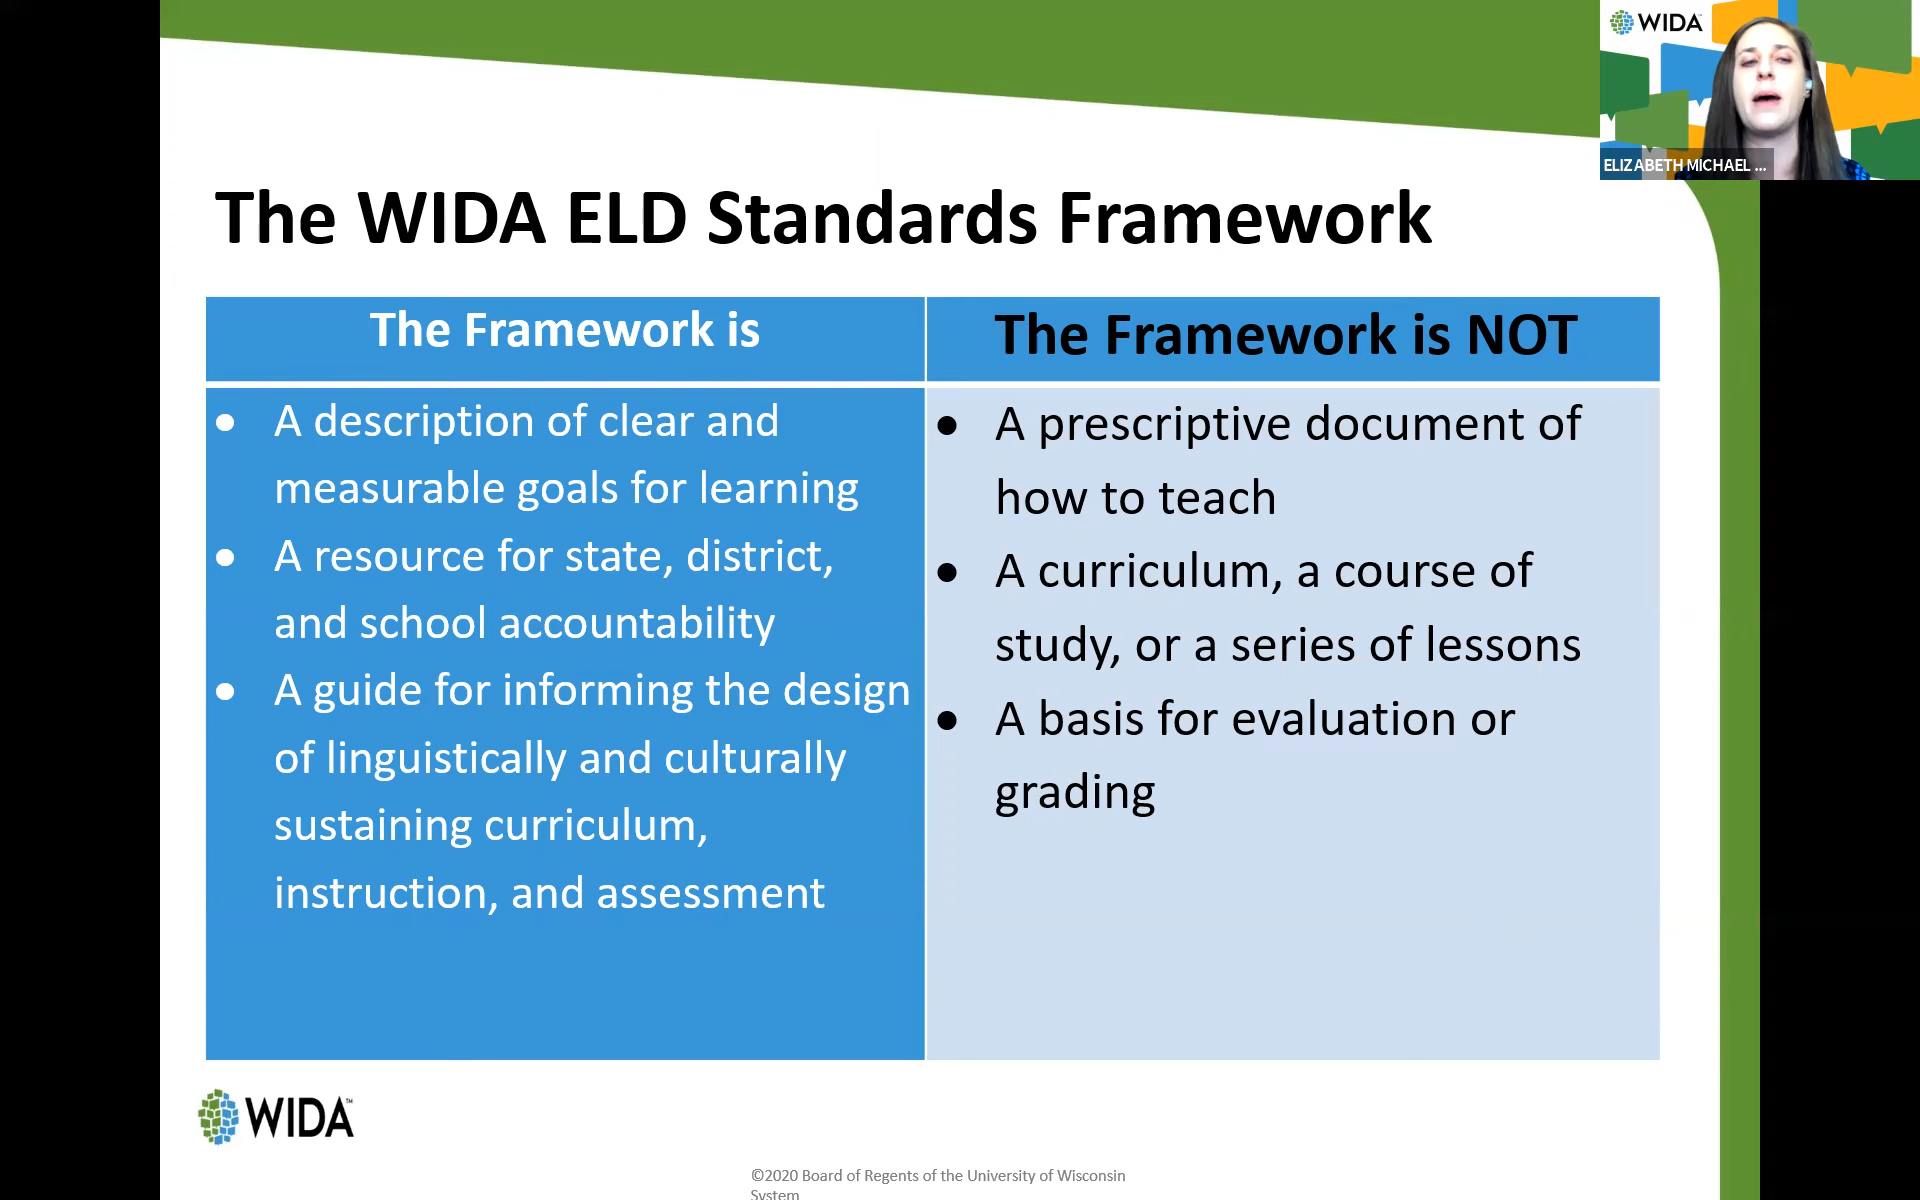 WIDA
ELIZABETH MICHAEL ...
The WIDA ELD Standards Framework
The Framework is
The Framework is NOT
• A description of clear and
measurable goals for learning
• A resource for state, district,
and school accountability
• A guide for informing the design
of linguistically and culturally
sustaining curriculum,
instruction, and assessment
• A prescriptive document of
how to teach
• A curriculum, a course of
study, or a series of lessons
• A basis for evaluation or
grading
WIDA™
©2020 Board of Regents of the University of Wisconsin
System